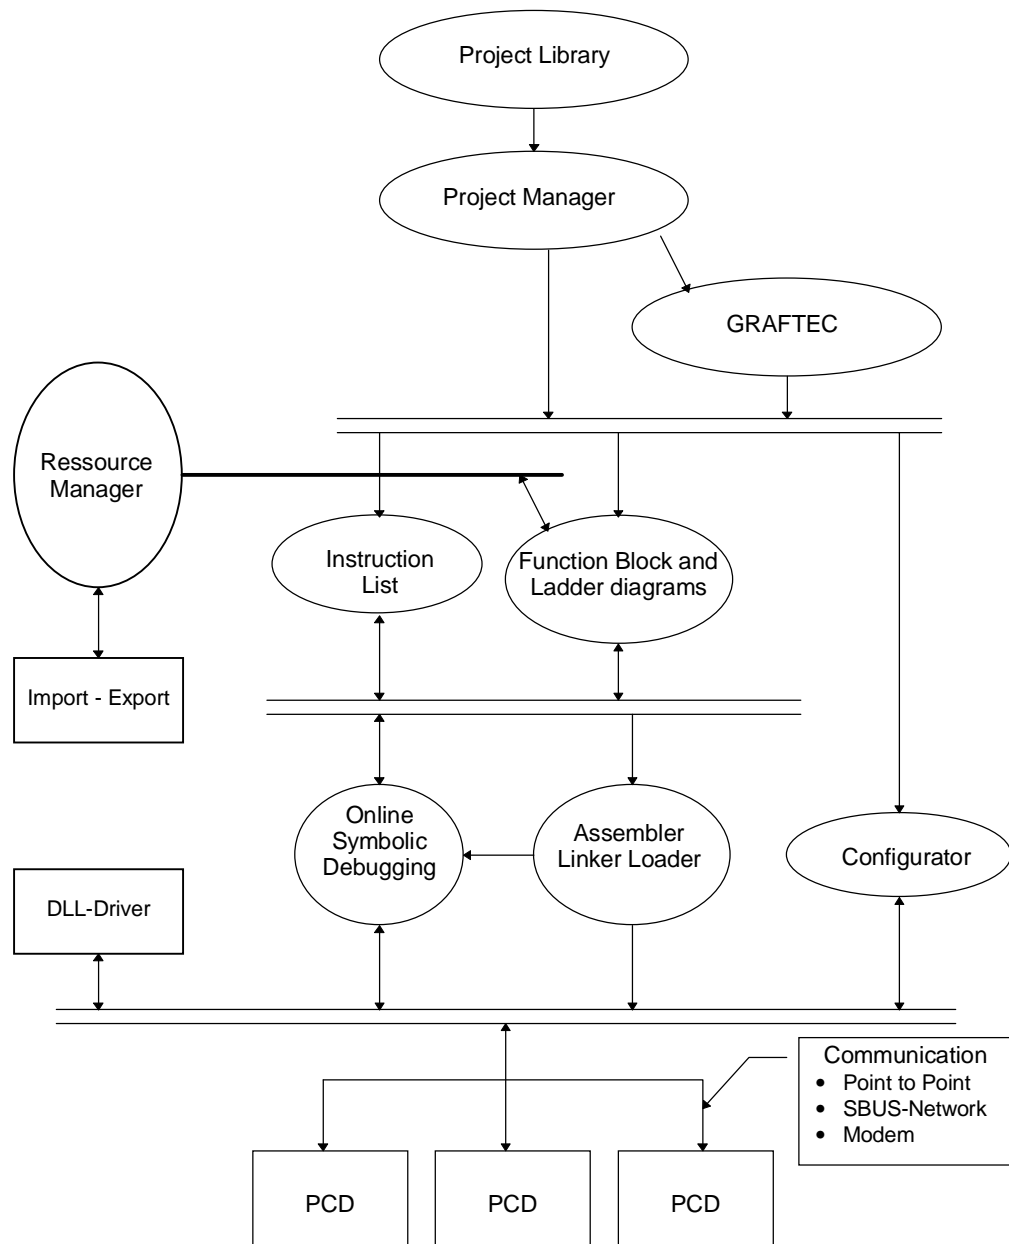 Project Library
Project Manager
GRAFTEC
Ressource
Manager
Instruction
List
Function Block and
Ladder diagrams
Import - Export
Online
Symbolic
Debugging
Assembler
Linker Loader
Configurator
DLL-Driver
Communication
• Point to Point
• SBUS-Network
• Modem
PCD
PCD
PCD